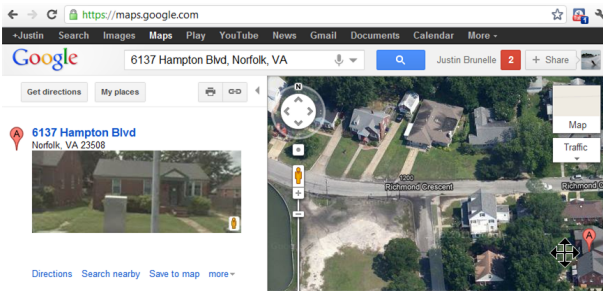 https://maps.google.com
+Justin Search Images Maps Play YouTube News Gmail Documents Calendar More
Google 6137 Hampton Blvd, Norfolk, VA Justin Brunelle 2 + Share
Get directions My places
N
A 6137 Hampton Blvd
Norfolk, VA 23508
Map
Traffic
1200
Richmond Crescent Richmond C
A
Directions Search nearby Save to map more